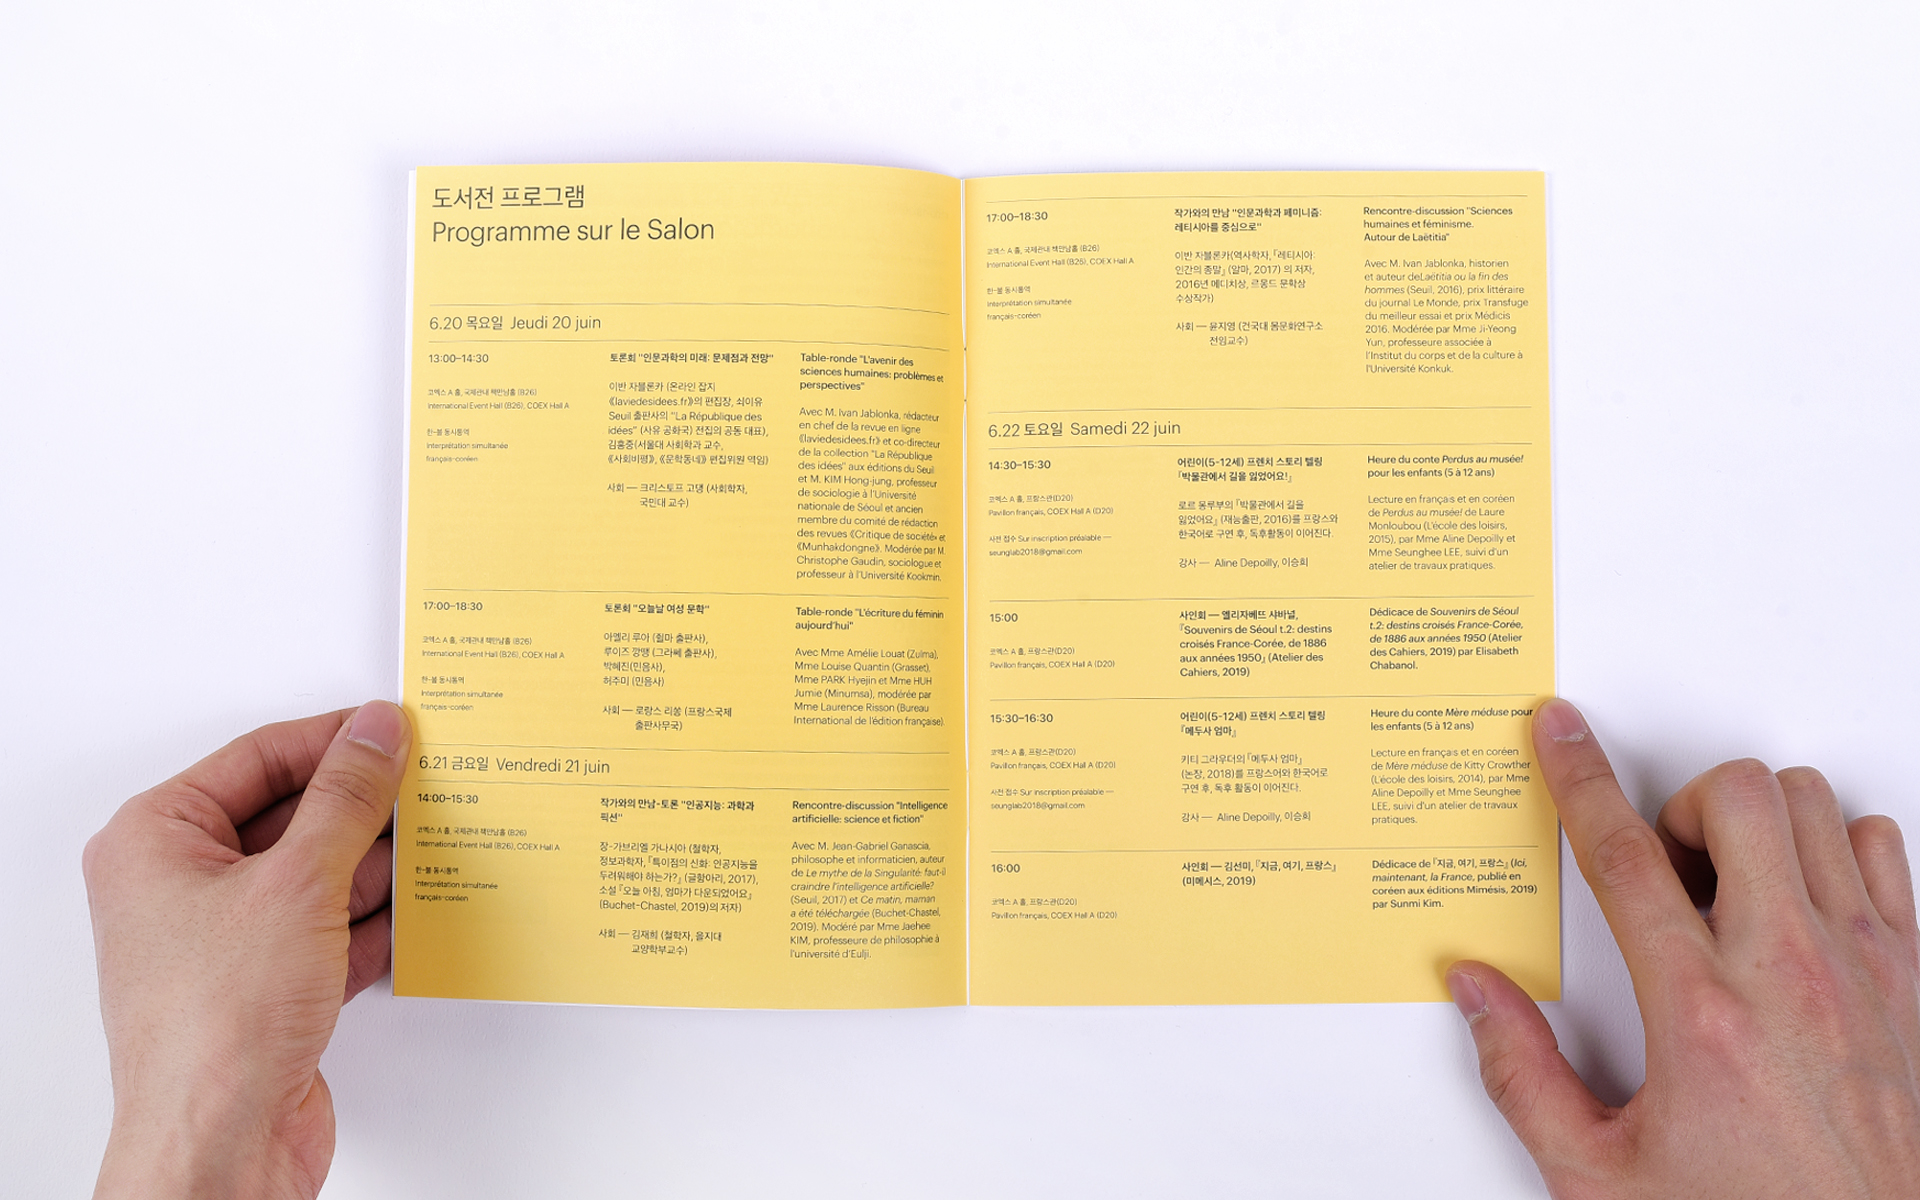 도서전 프로그램
Programme sur le Salon
6.20 목요일 Jeudi 20 juin
13:00–14:30
코엑스 A 홀, 국제관내 책만남홀 (B26)
International Event Hall (B26), COEX Hall A
한–불 동시통역
Interprétation simultanée
français-coréen
토론회 "인문과학의 미래: 문제점과 전망"
이반 자블론카 (온라인 잡지
《laviedesidees.fr》의 편집장, 쇠이유
Seuil 출판사의 "La République des
idées" (사유 공화국) 전집의 공동 대표),
김홍중(서울대 사회학과 교수,
《사회비평》, 《문학동네》 편집위원 역임)
사회 — 크리스토프 고댕 (사회학자,
국민대 교수)
Table-ronde "L'avenir des
sciences humaines: problèmes et
perspectives"
Avec M. Ivan Jablonka, rédacteur
en chef de la revue en ligne
《laviedesidees.fr》 et co-directeur
de la collection "La République
des idées" aux éditions du Seuil
et M. KIM Hong-jung, professeur
de sociologie à l'Université
nationale de Séoul et ancien
membre du comité de rédaction
des revues 《Critique de société》 et
《Munhakdongne》. Modérée par M.
Christophe Gaudin, sociologue et
professeur à l'Université Kookmin.
17:00–18:30
코엑스 A 홀, 국제관내 책만남홀 (B26)
International Event Hall (B26), COEX Hall A
한–불 동시통역
Interprétation simultanée
français-coréen
토론회 "오늘날 여성 문학"
아멜리 루아 (쥘마 출판사),
루이즈 깡땡 (그라쎄 출판사),
박혜진(민음사),
허주미 (민음사)
사회 — 로랑스 리쏭 (프랑스국제
출판사무국)
Table-ronde "L'écriture du féminin
aujourd'hui"
Avec Mme Amélie Louat (Zulma),
Mme Louise Quantin (Grasset),
Mme PARK Hyejin et Mme HUH
Jumie (Minumsa), modérée par
Mme Laurence Risson (Bureau
International de l'édition française).
6.21 금요일 Vendredi 21 juin
14:00–15:30
코엑스 A 홀, 국제관내 책만남홀 (B26)
International Event Hall (B26), COEX Hall A
한–불 동시통역
Interprétation simultanée
français-coréen
작가와의 만남-토론 "인공지능: 과학과
픽션"
장-가브리엘 가나시아 (철학자,
정보과학자, 『특이점의 신화: 인공지능을
두려워해야 하는가?』 (글항아리, 2017),
소설 『오늘 아침, 엄마가 다운되었어요』
(Buchet-Chastel, 2019)의 저자)
사회 — 김재희 (철학자, 을지대
교양학부교수)
Rencontre-discussion "Intelligence
artificielle: science et fiction"
Avec M. Jean-Gabriel Ganascia,
philosophe et informaticien, auteur
de Le mythe de la Singularité: faut-il
craindre l'intelligence artificielle?
(Seuil, 2017) et Ce matin, maman
a été téléchargée (Buchet-Chastel,
2019). Modéré par Mme Jaehee
KIM, professeure de philosophie à
l'université d'Eulji.
17:00–18:30
코엑스 A 홀, 국제관내 책만남홀 (B26)
International Event Hall (B26), COEX Hall A
한–불 동시통역
Interprétation simultanée
français-coréen
작가와의 만남 "인문과학과 페미니즘:
레티시아를 중심으로"
이반 자블론카(역사학자, 『레티시아:
인간의 종말』 (알마, 2017) 의 저자,
2016년 메디치상, 르몽드 문학상
수상작가)
사회 — 윤지영 (건국대 몸문화연구소
전임교수)
Rencontre-discussion "Sciences
humaines et féminisme.
Autour de Laëtitia"
Avec M. Ivan Jablonka, historien
et auteur deLaëtitia ou la fin des
hommes (Seuil, 2016), prix littéraire
du journal Le Monde, prix Transfuge
du meilleur essai et prix Médicis
2016. Modérée par Mme Ji-Yeong
Yun, professeure associée à
l'Institut du corps et de la culture à
l'Université Konkuk.
6.22 토요일 Samedi 22 juin
14:30–15:30
코엑스 A 홀, 프랑스관(D20)
Pavillon français, COEX Hall A (D20)
사전 접수 Sur inscription préalable —
seunglab2018@gmail.com
어린이(5-12세) 프렌치 스토리 텔링
『박물관에서 길을 잃었어요!』
로르 몽루부의 『박물관에서 길을
잃었어요』 (재능출판, 2016)를 프랑스와
한국어로 구연 후, 독후활동이 이어진다.
강사 — Aline Depoilly, 이승희
Heure du conte Perdus au musée!
pour les enfants (5 à 12 ans)
Lecture en français et en coréen
de Perdus au musée! de Laure
Monloubou (L'école des loisirs,
2015), par Mme Aline Depoilly et
Mme Seunghee LEE, suivi d'un
atelier de travaux pratiques.
15:00
코엑스 A 홀, 프랑스관(D20)
Pavillon français, COEX Hall A (D20)
사인회 — 엘리자베뜨 샤바널,
『Souvenirs de Séoul t.2: destins
croisés France-Corée, de 1886
aux années 1950』 (Atelier des
Cahiers, 2019)
Dédicace de Souvenirs de Séoul
t.2: destins croisés France-Corée,
de 1886 aux années 1950 (Atelier
des Cahiers, 2019) par Elisabeth
Chabanol.
15:30–16:30
코엑스 A 홀, 프랑스관(D20)
Pavillon français, COEX Hall A (D20)
사전 접수 Sur inscription préalable —
seunglab2018@gmail.com
어린이(5-12세) 프렌치 스토리 텔링
『메두사 엄마』
키티 그라우더의 『메두사 엄마』
(논장, 2018)를 프랑스어와 한국어로
구연 후, 독후 활동이 이어진다.
강사 — Aline Depoilly, 이승희
Heure du conte Mère méduse pour
les enfants (5 à 12 ans)
Lecture en français et en coréen
de Mère méduse de Kitty Crowther
(L'école des loisirs, 2014), par Mme
Aline Depoilly et Mme Seunghee
LEE, suivi d'un atelier de travaux
pratiques.
16:00
코엑스 A 홀, 프랑스관(D20)
Pavillon français, COEX Hall A (D20)
사인회 — 김선미, 『지금, 여기, 프랑스』
(미메시스, 2019)
Dédicace de 『지금, 여기, 프랑스』 (Ici,
maintenant, la France, publié en
coréen aux éditions Mimésis, 2019)
par Sunmi Kim.